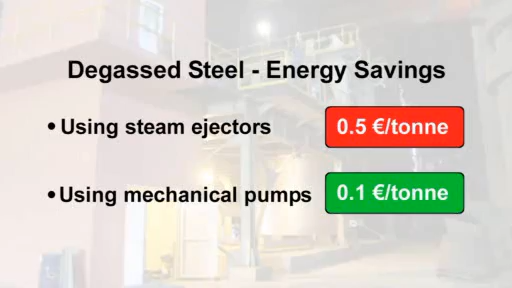 Degassed Steel - Energy Savings
• Using steam ejectors 0.5 €/tonne
• Using mechanical pumps 0.1 €/tonne